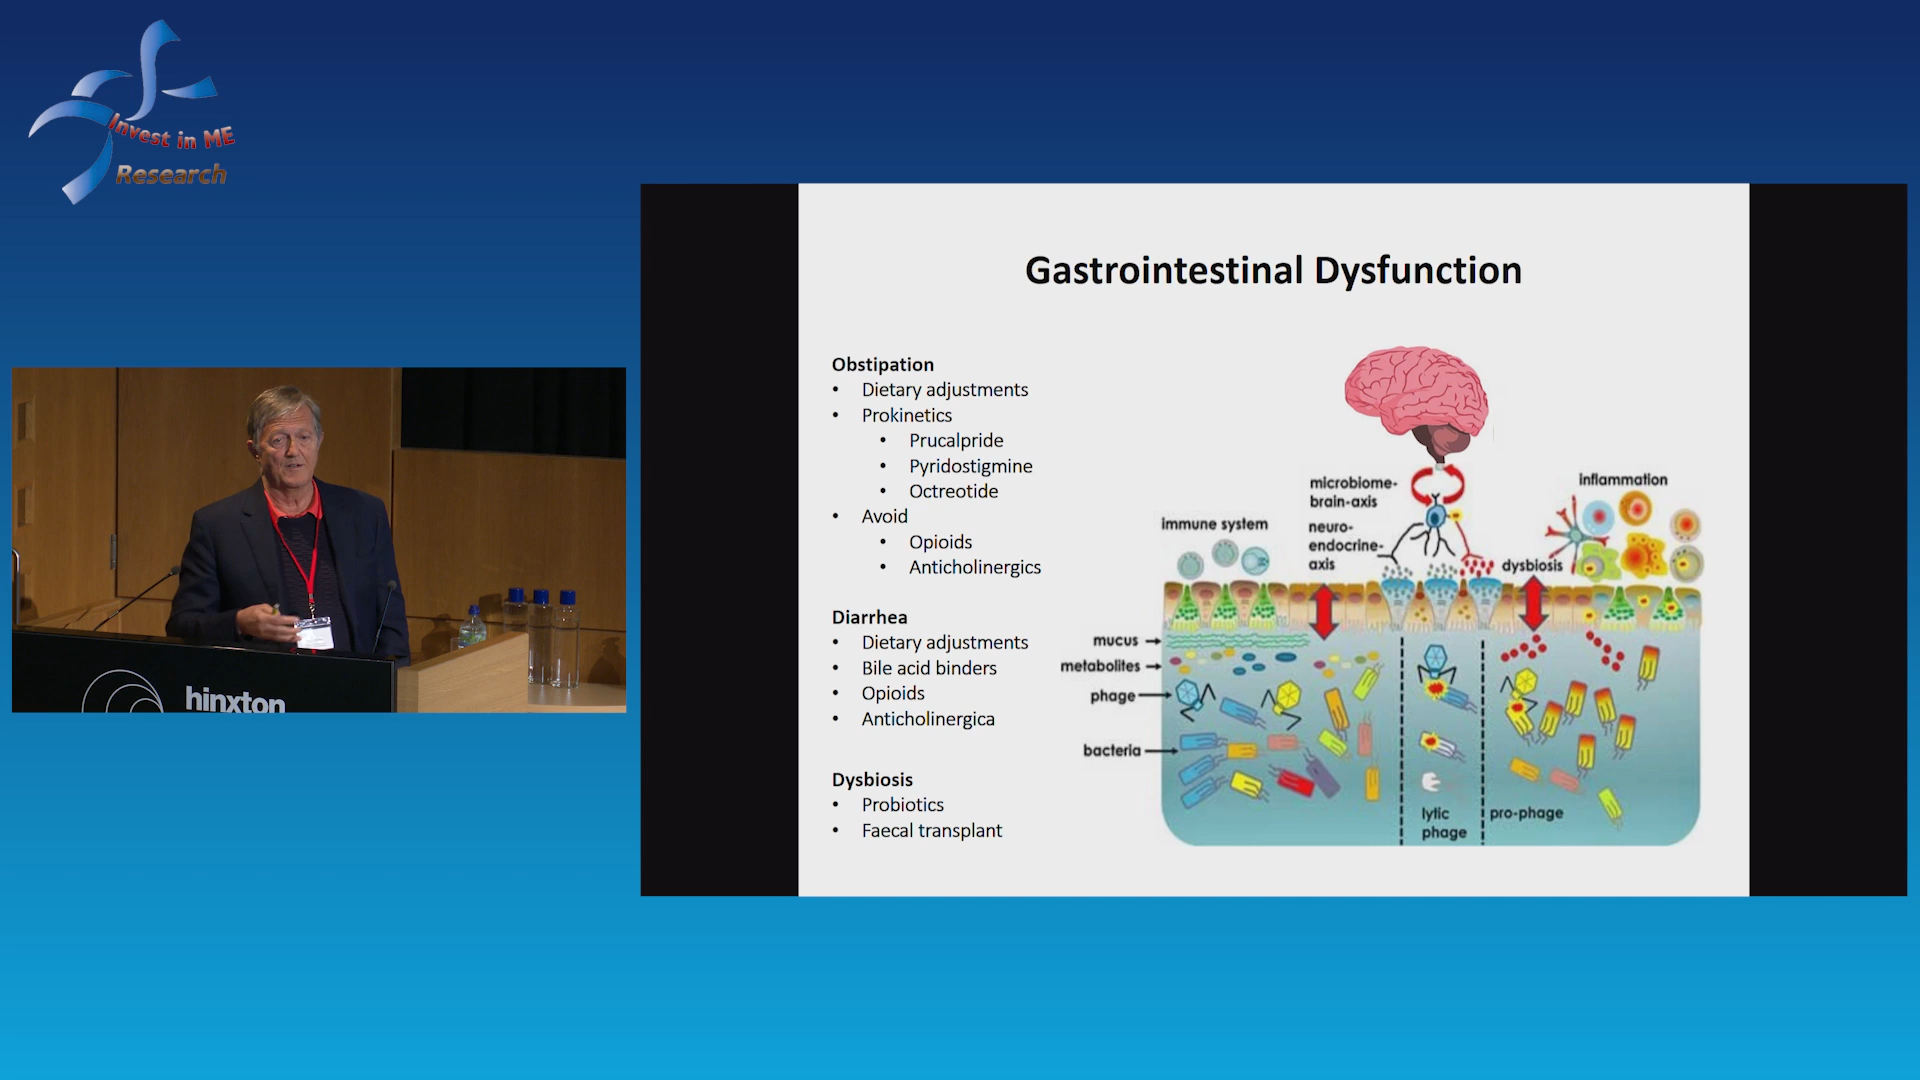 Invest in ME
Research
hinxton
Gastrointestinal Dysfunction
Obstipation
• Dietary adjustments
• Prokinetics
• Prucalpride
• Pyridostigmine
• Octreotide
• Avoid
• Opioids
• Anticholinergics
Diarrhea
• Dietary adjustments
• Bile acid binders
• Opioids
• Anticholinergica
Dysbiosis
• Probiotics
• Faecal transplant
microbiome-
brain-axis
inflammation
immune system
neuro-
endocrine-
axis
dysbiosis
mucus
metabolites
phage
bacteria
lytic
phage
pro-phage